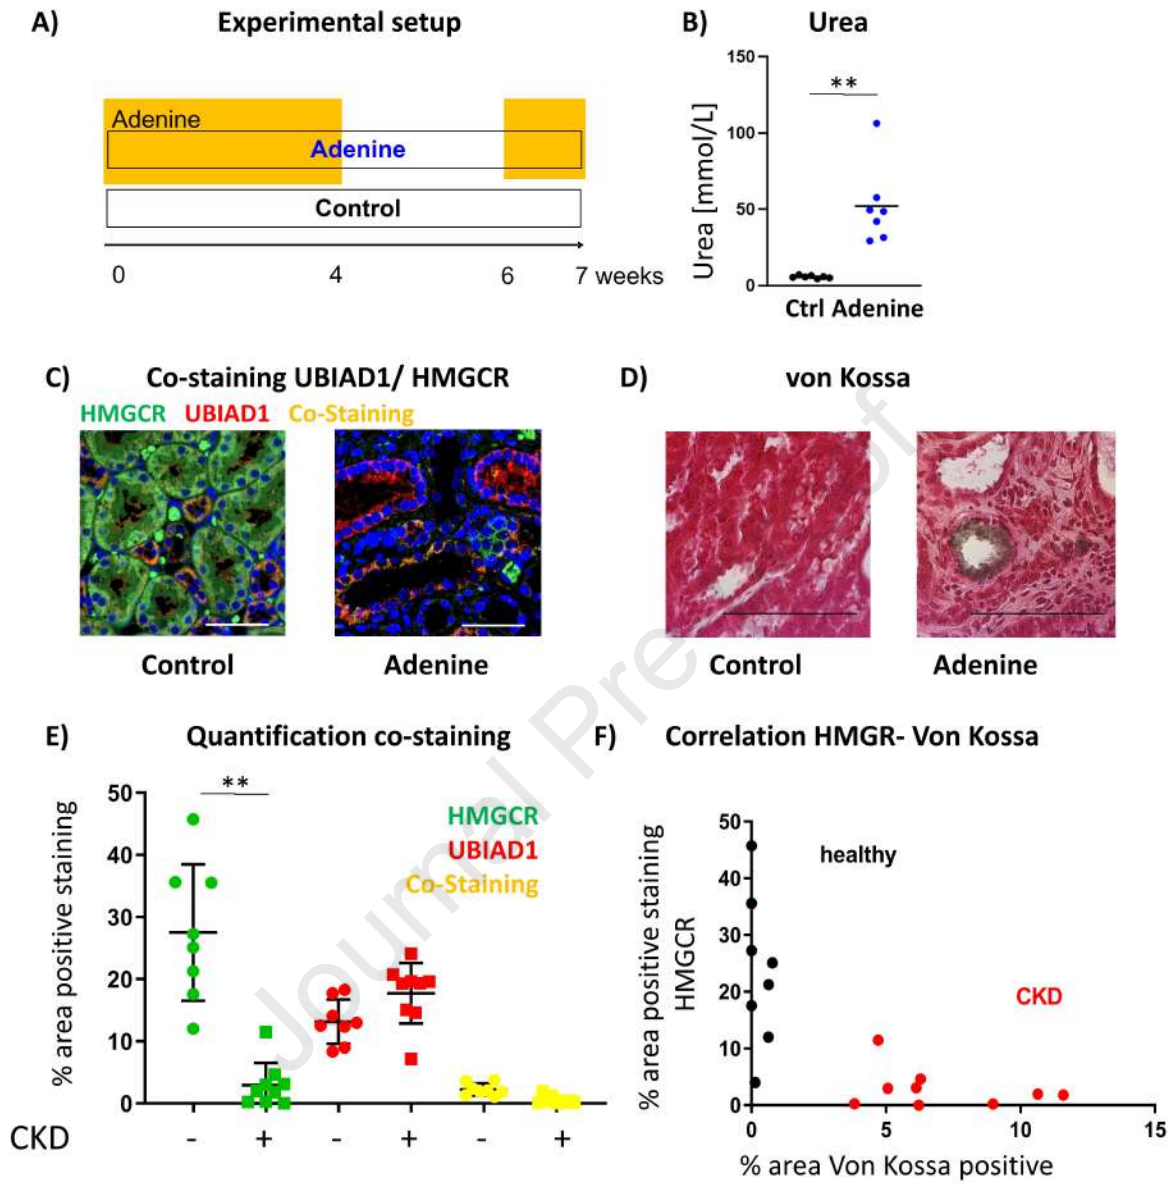 A) Experimental setup
Adenine
Adenine
Control
0 4 6 7 weeks
B) Urea
Urea [mmol/L]
150
**
100
50
0
Ctrl Adenine
C) Co-staining UBIAD1/ HMGCR
HMGCR UBIAD1 Co-Staining
Control Adenine
D) von Kossa
Control Adenine
E) Quantification co-staining
% area positive staining
50
**
40
30
20
10
0
HMGCR
UBIAD1
Co-Staining
CKD - + - + - +
F) Correlation HMGR- Von Kossa
% area positive staining
HMGCR
50
40
30
20
10
0
healthy
CKD
0 5 10 15
% area Von Kossa positive
Journal Pre-proof